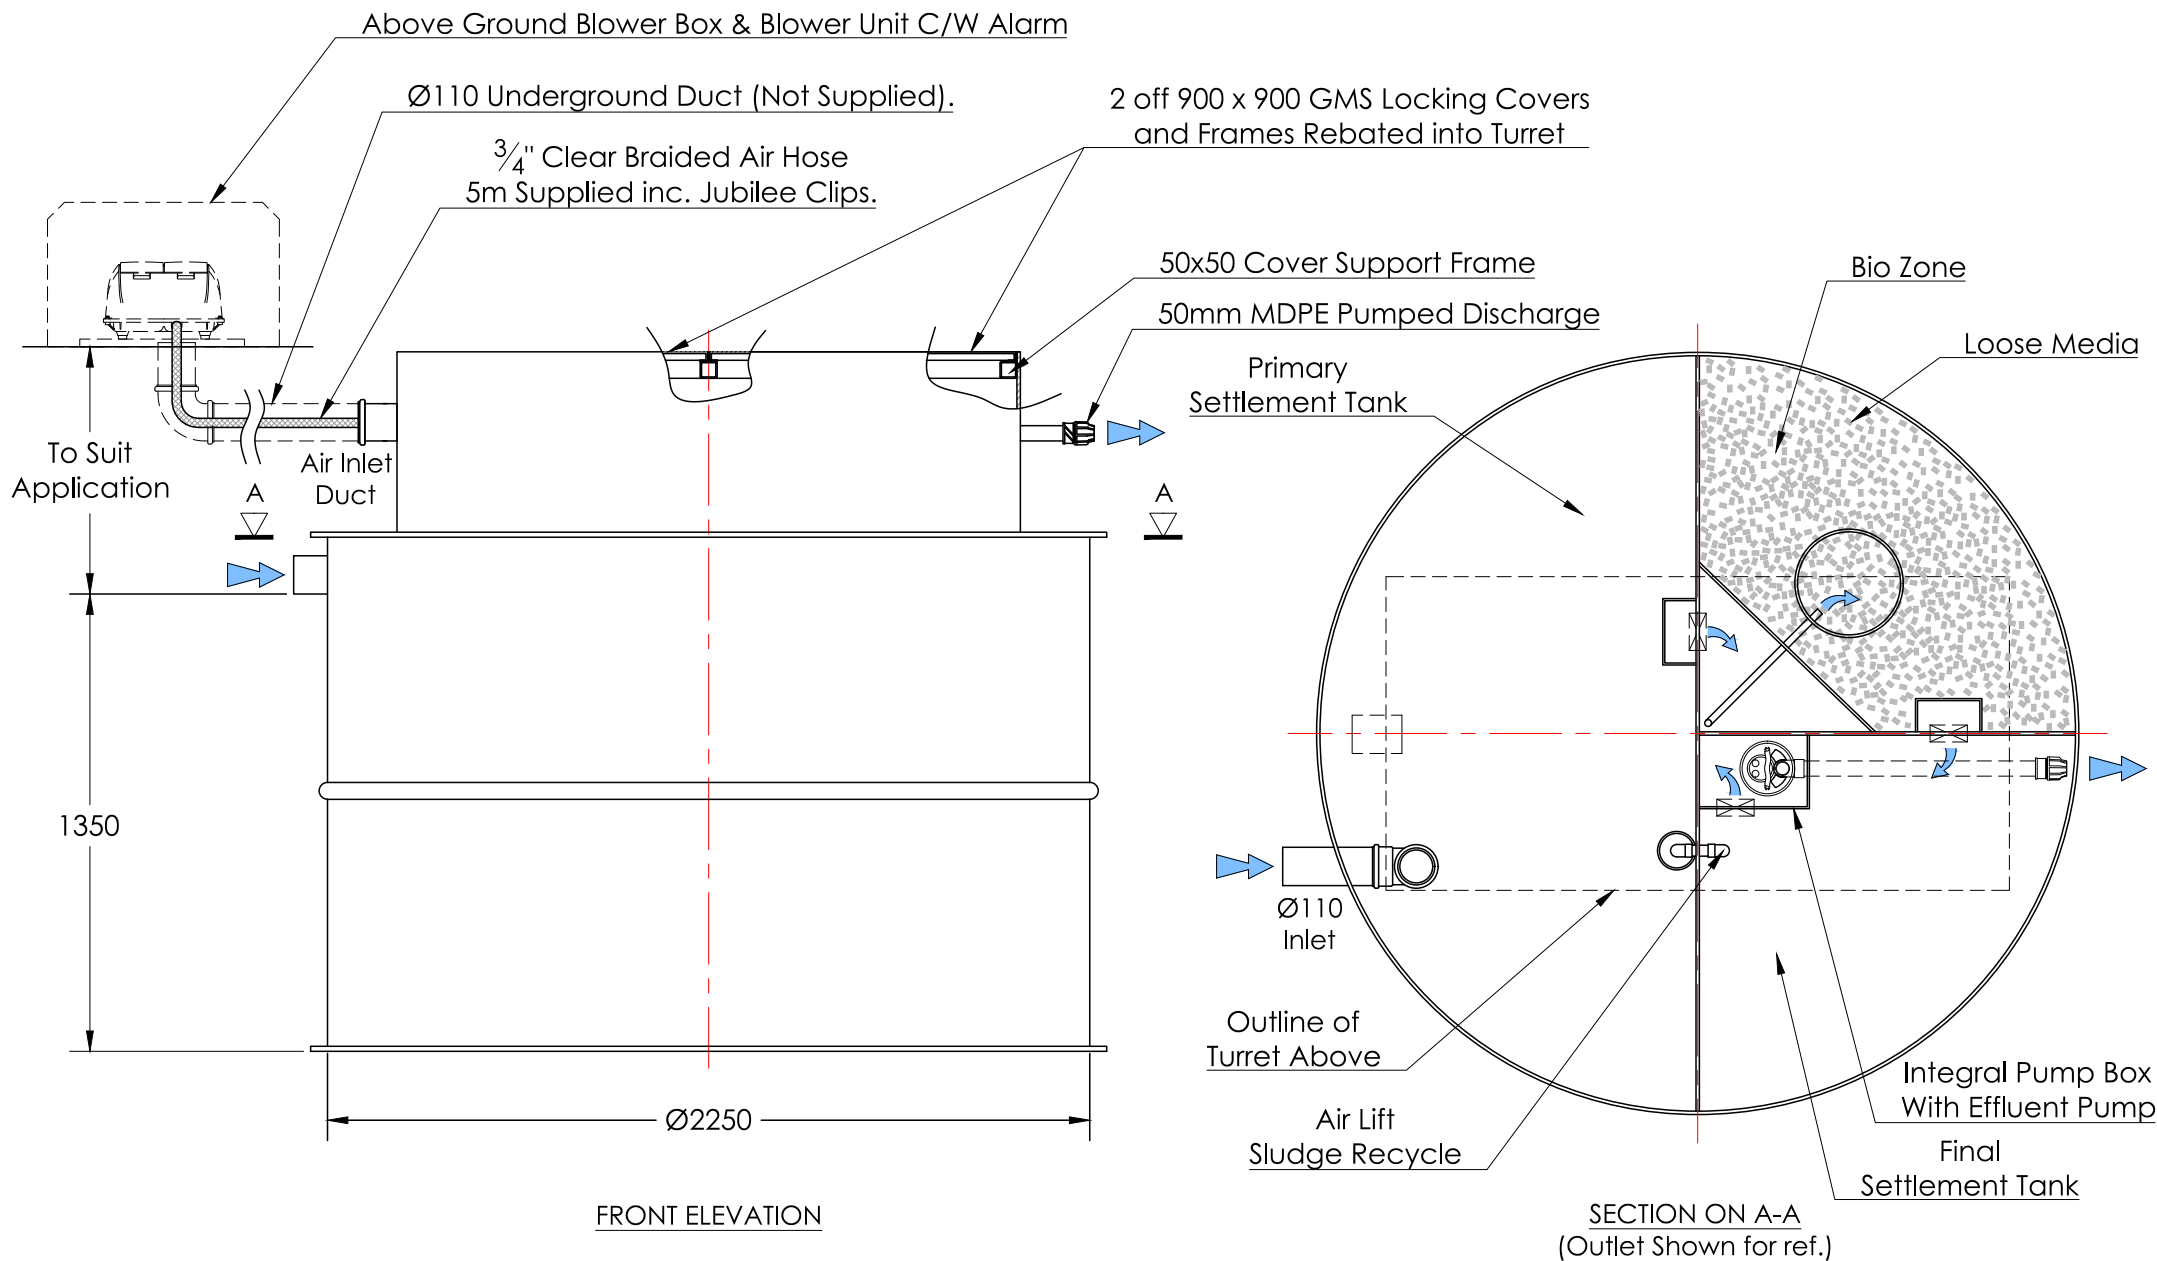 Above Ground Blower Box & Blower Unit C/W Alarm
Ø110 Underground Duct (Not Supplied).
3/4" Clear Braided Air Hose
5m Supplied inc. Jubilee Clips.
2 off 900 x 900 GMS Locking Covers
and Frames Rebated into Turret
50x50 Cover Support Frame
50mm MDPE Pumped Discharge
To Suit
Application
Air Inlet
Duct
A
A
1350
Ø2250
FRONT ELEVATION
Bio Zone
Loose Media
Primary
Settlement Tank
Ø110
Inlet
Outline of
Turret Above
Air Lift
Sludge Recycle
Integral Pump Box
With Effluent Pump
Final
Settlement Tank
SECTION ON A-A
(Outlet Shown for ref.)